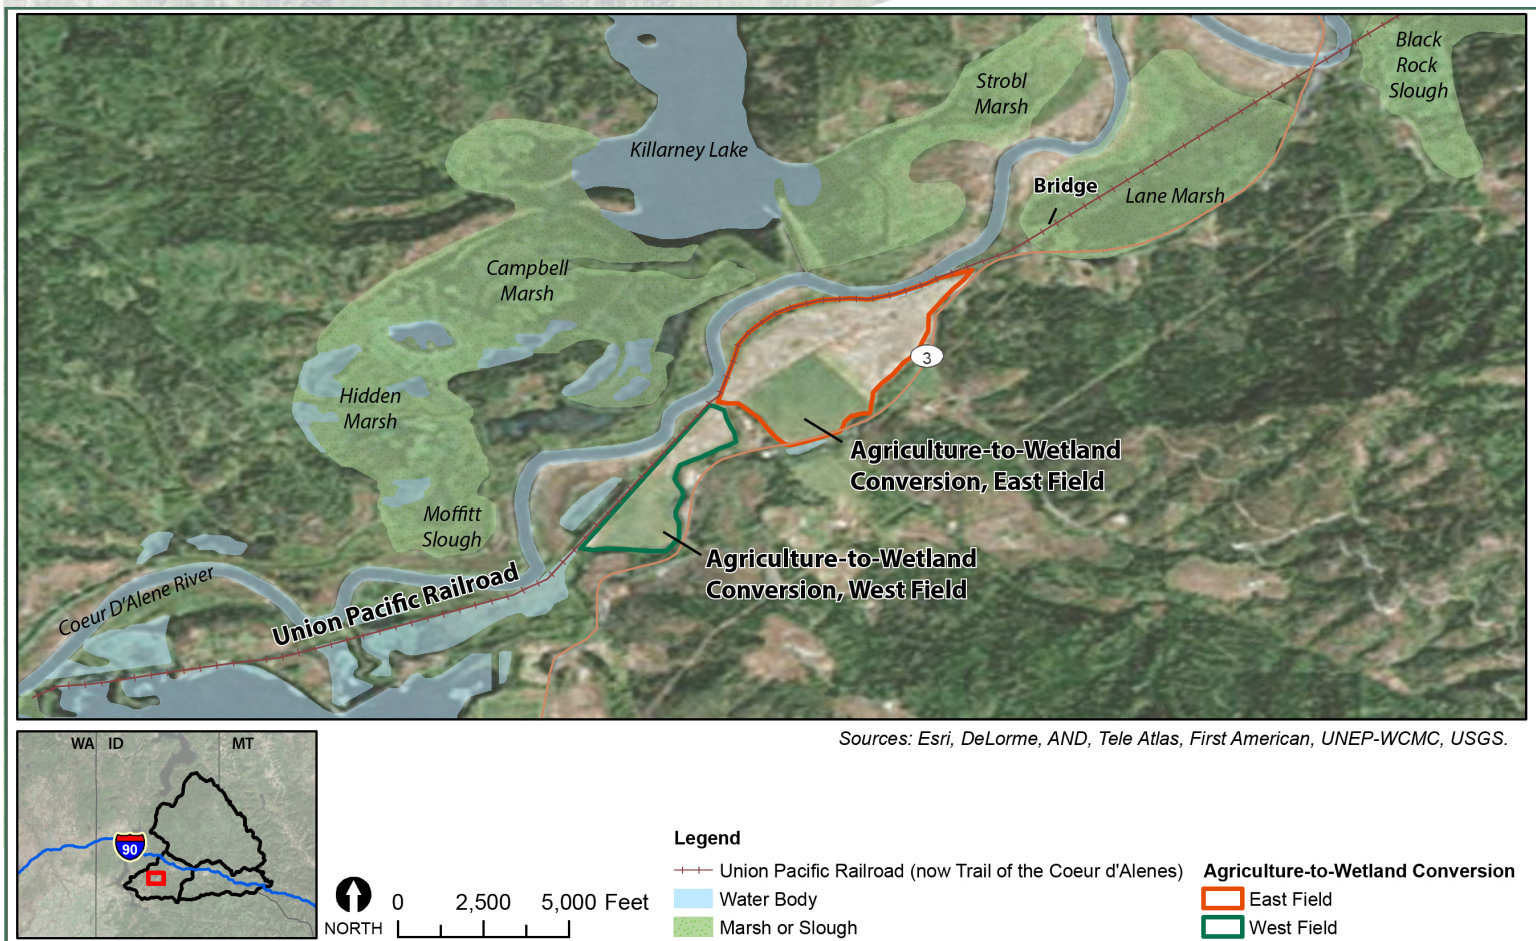 Black
Rock
Slough
Strobl
Marsh
Killarney Lake
Bridge
Lane Marsh
Campbell
Marsh
3
Hidden
Marsh
Agriculture-to-Wetland
Conversion, East Field
Moffitt
Slough
Agriculture-to-Wetland
Conversion, West Field
Coeur D'Alene River
Union Pacific Railroad
Sources: Esri, DeLorme, AND, Tele Atlas, First American, UNEP-WCMC, USGS.
WA ID MT
90
NORTH
0 2,500 5,000 Feet
Legend
Union Pacific Railroad (now Trail of the Coeur d'Alenes)
Water Body
Marsh or Slough
Agriculture-to-Wetland Conversion
East Field
West Field